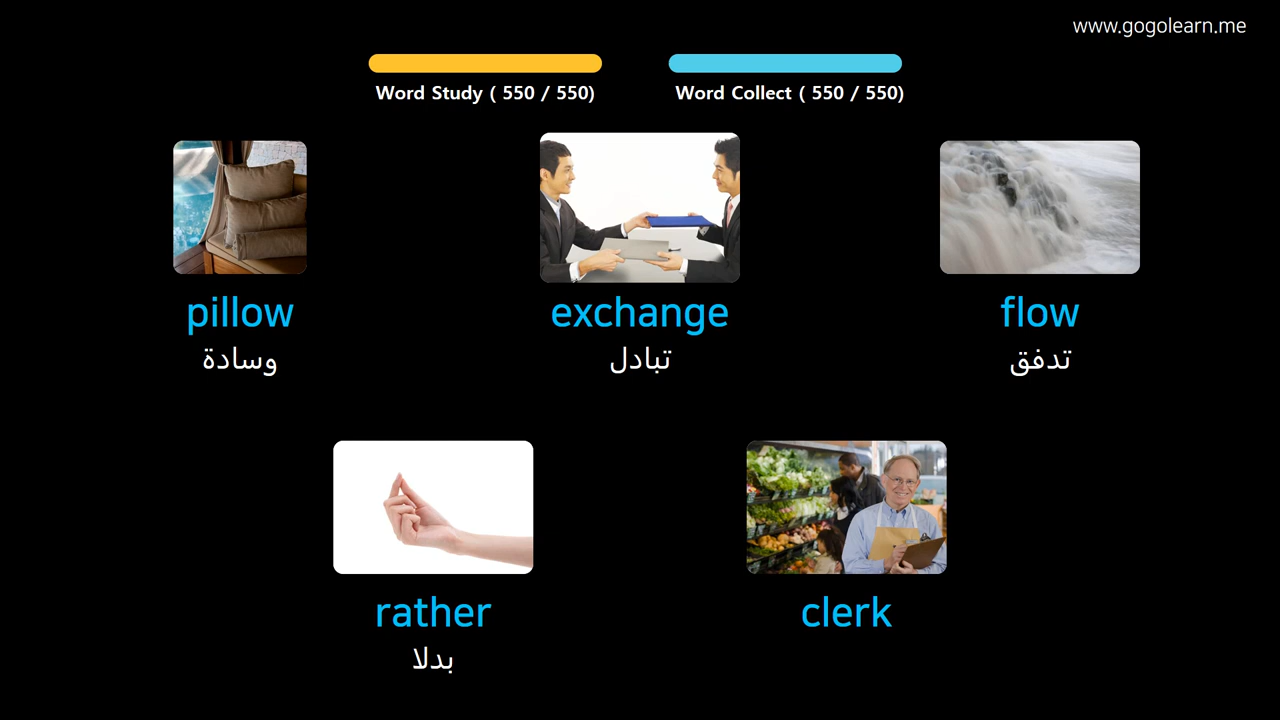 www.gogolearn.me
Word Study ( 550 / 550)
Word Collect ( 550 / 550)
pillow
وسادة
exchange
تبادل
flow
تدفق
rather
بدلا
clerk